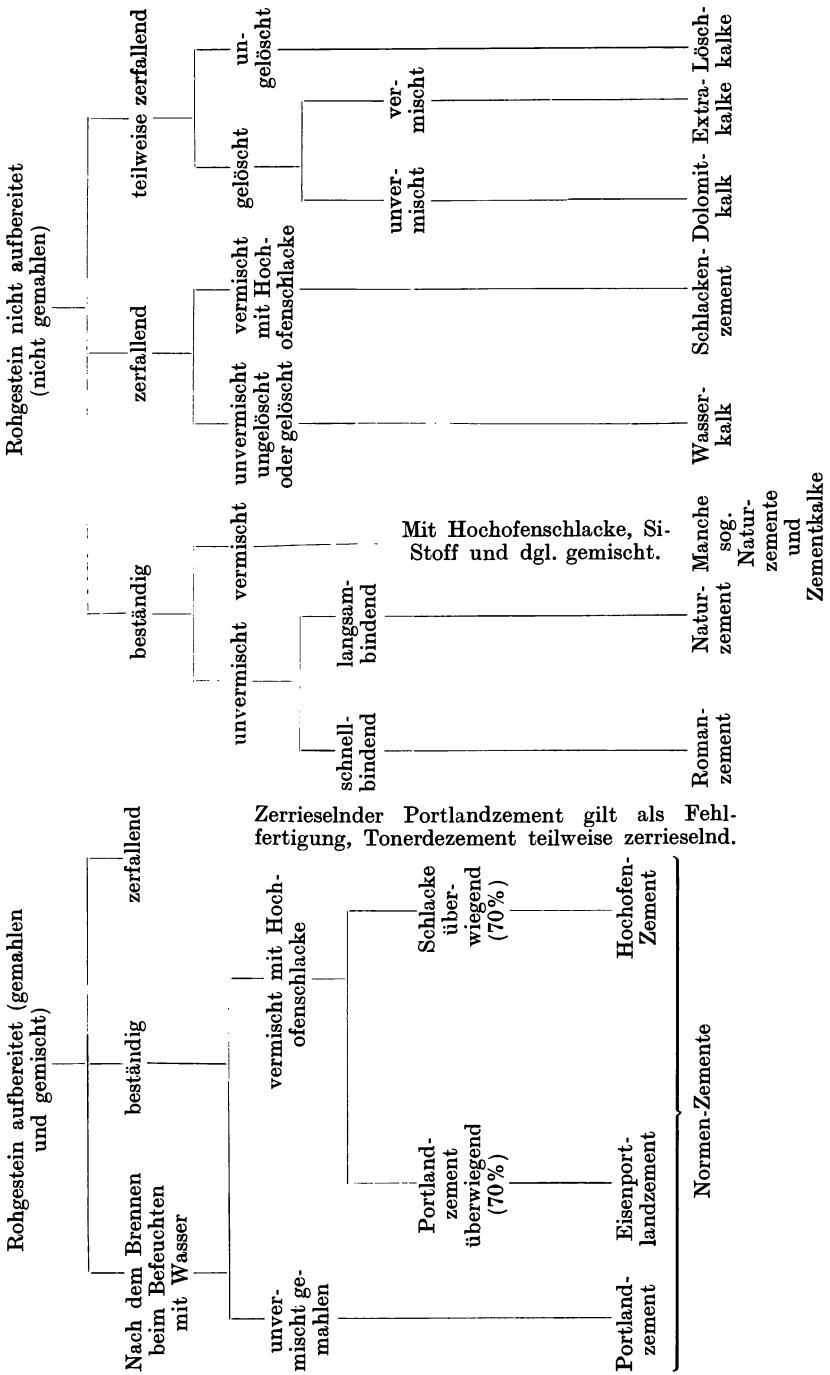 Rohgestein aufbereitet (gemahlen
und gemischt)
Nach dem Brennen
beim Befeuchten
mit Wasser
beständig
zerfallend
unver-
mischt ge-
mahlen
vermischt mit Hoch-
ofenschlacke
Portland-
zement
überwiegend
(70%)
Schlacke
über-
wiegend
(70%)
Portland-
zement
Eisenport-
landzement
Hochofen-
Zement
Normen-Zemente
Zerrieselnder Portlandzement gilt als Fehl-
fertigung, Tonerdezement teilweise zerrieselnd.
Rohgestein nicht aufbereitet
(nicht gemahlen)
beständig
zerfallend
teilweise zerfallend
unvermischt
vermischt
unvermischt
ungelöscht
oder gelöscht
vermischt
mit Hoch-
ofenschlacke
gelöscht
un-
gelöscht
schnell-
bindend
langsam-
bindend
Mit Hochofenschlacke, Si-
Stoff und dgl. gemischt.
unver-
mischt
ver-
mischt
Roman-
zement
Natur-
zement
Manche
sog.
Natur-
zemente
und
Zementkalke
Wasser-
kalk
Schlacken-
zement
Dolomit-
kalk
Extra-
kalke
Lösch-
kalke